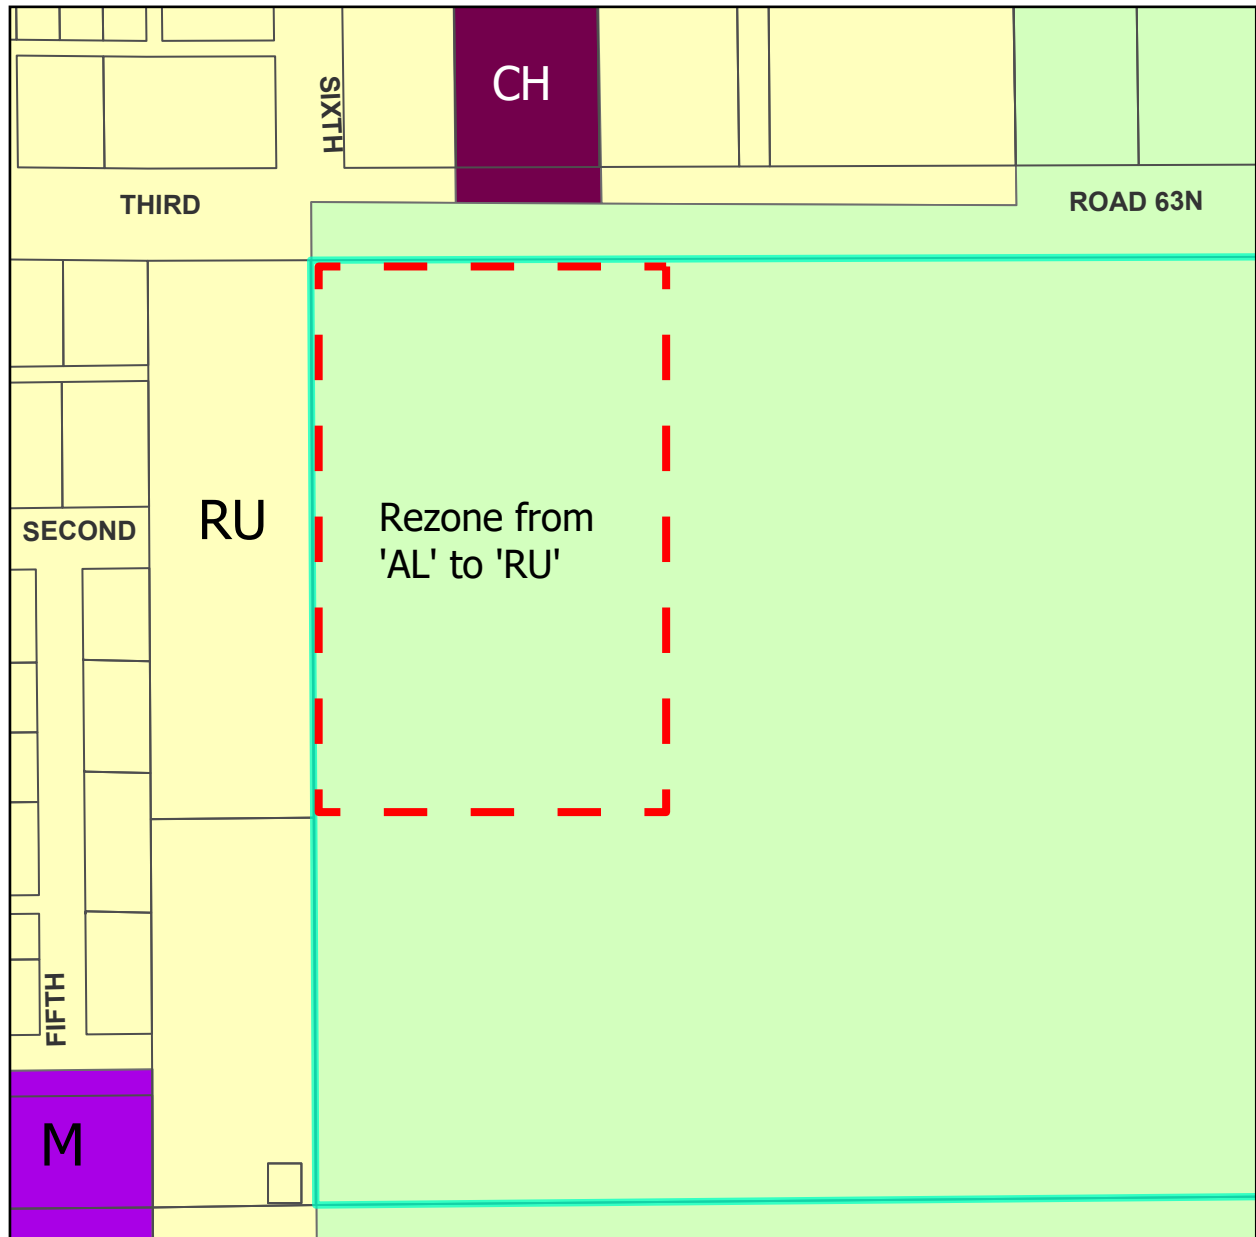 CH
SIXTH
THIRD
ROAD 63N
RU
Rezone from
'AL' to 'RU'
SECOND
FIFTH
M